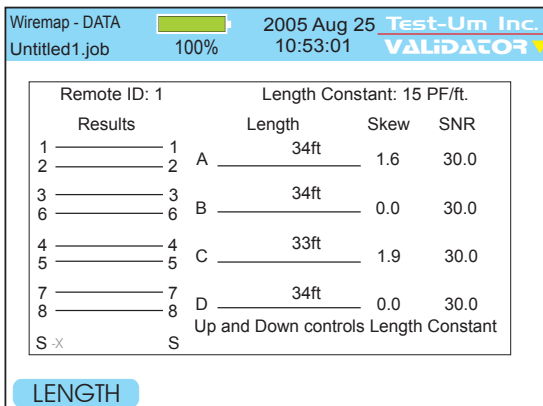 Wiremap - DATA 2005 Aug 25 Test-Um Inc.
Untitled1.job 100% 10:53:01 VALiDATOR
Remote ID: 1 Length Constant: 15 PF/ft.
Results Length Skew SNR
1 1 A 34ft 1.6 30.0
2 2
3 3 B 34ft 0.0 30.0
6 6
4 4 C 33ft 1.9 30.0
5 5
7 7 D 34ft 0.0 30.0
8 8
Up and Down controls Length Constant
S -X S
LENGTH